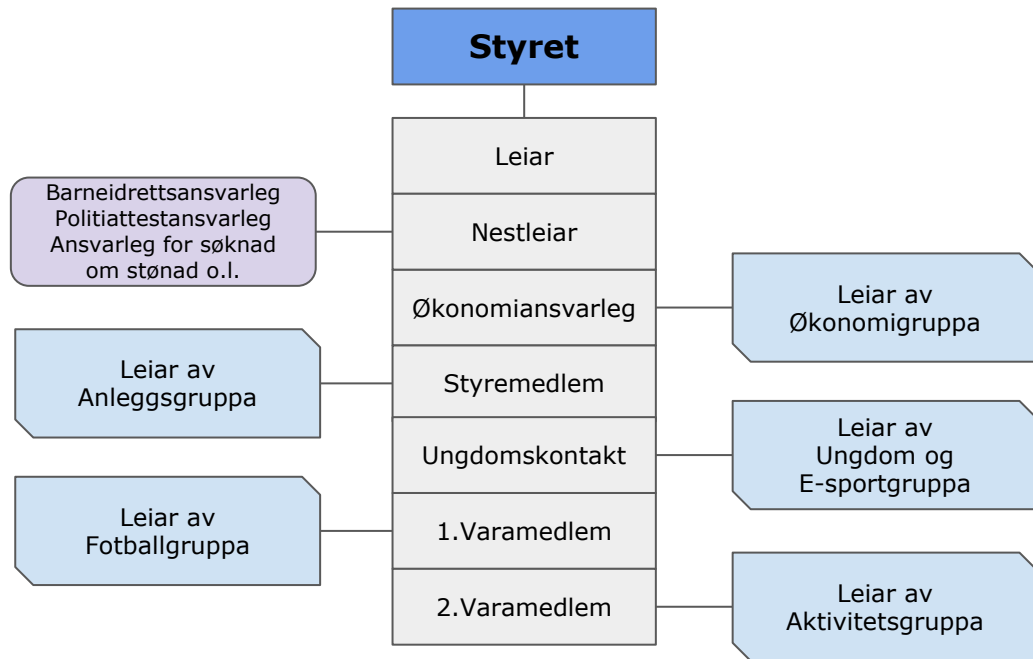 Styret
Leiar
Barneidrettsansvarleg
Politiattestansvarleg
Ansvarleg for søknad
om stønad o.l.
Nestleiar
Økonomiansvarleg
Leiar av
Økonomigruppa
Leiar av
Anleggsgruppa
Styremedlem
Ungdomskontakt
Leiar av
Ungdom og
E-sportgruppa
Leiar av
Fotballgruppa
1.Varamedlem
2.Varamedlem
Leiar av
Aktivitetsgruppa